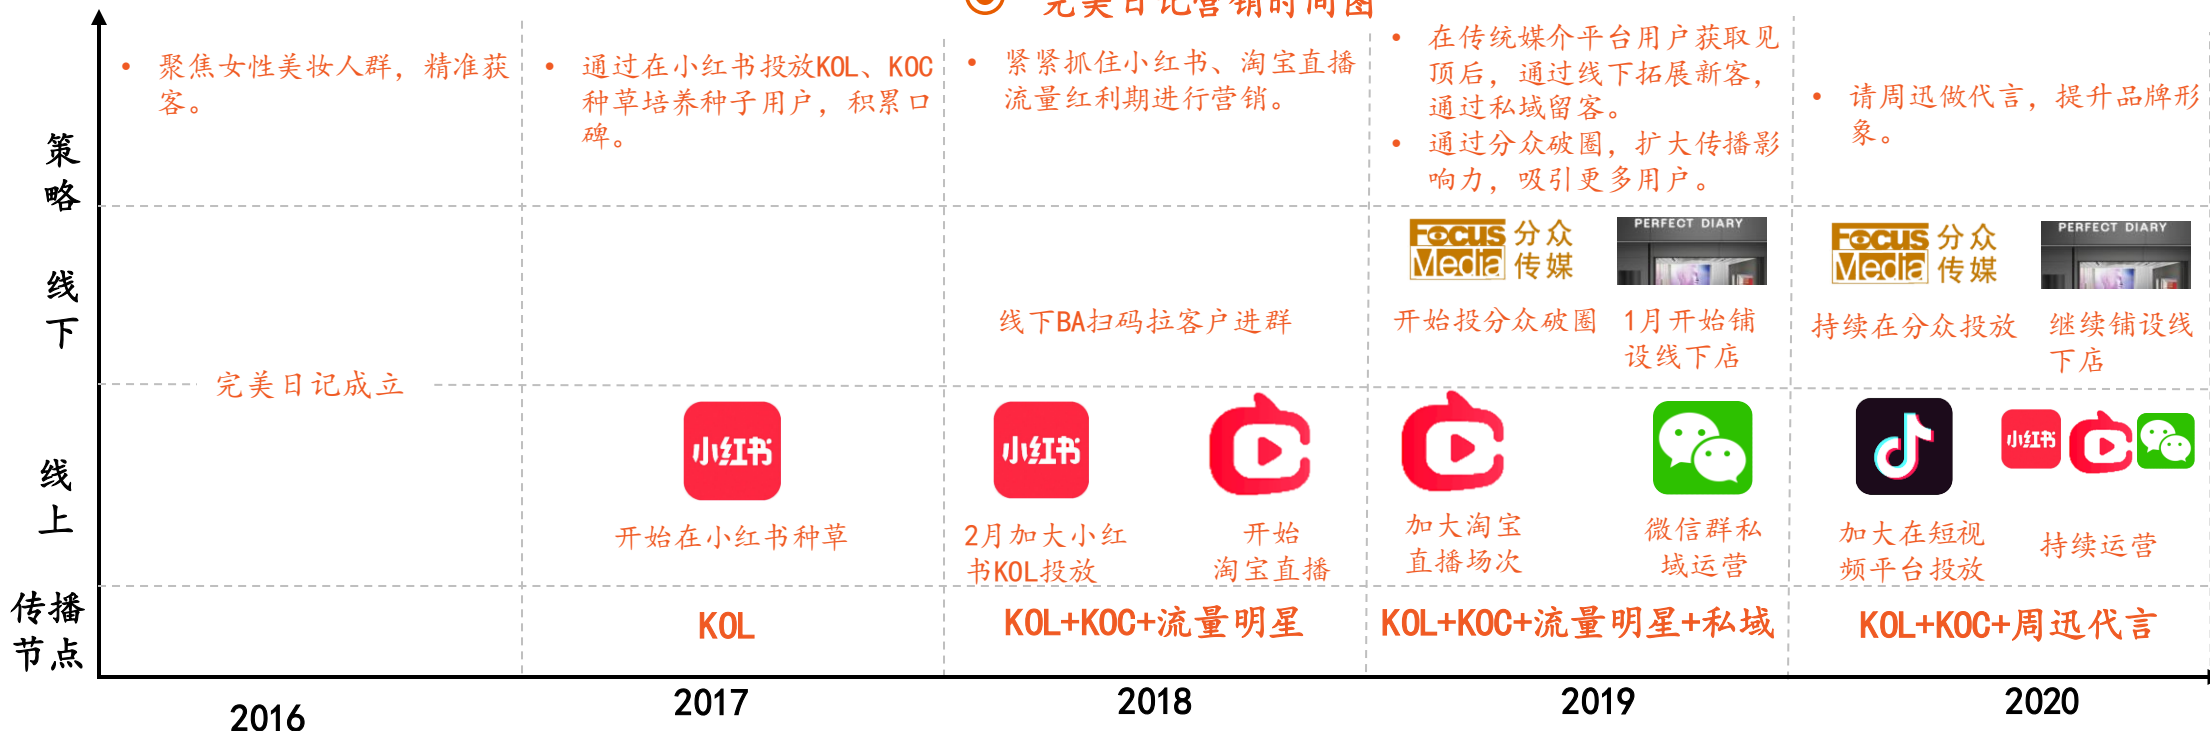 完美日记营销时间图
策
略
• 聚焦女性美妆人群，精准获
客。
• 通过在小红书投放KOL、KOC
种草培养种子用户，积累口
碑。
• 紧紧抓住小红书、淘宝直播
流量红利期进行营销。
• 在传统媒介平台用户获取见
顶后，通过线下拓展新客，
通过私域留客。
• 通过分众破圈，扩大传播影
响力，吸引更多用户。
• 请周迅做代言，提升品牌形
象。
线
下
线下BA扫码拉客户进群
Focus 分众
Media 传媒
PERFECT DIARY
开始投分众破圈
1月开始铺
设线下店
Focus 分众
Media 传媒
PERFECT DIARY
持续在分众投放
继续铺设线
下店
完美日记成立
线
上
小红书
开始在小红书种草
小红书
2月加大小红
书KOL投放
开始
淘宝直播
加大淘宝
直播场次
微信群私
域运营
加大在短视
频平台投放
小红书
持续运营
传播
节点
KOL
KOL+KOC+流量明星
KOL+KOC+流量明星+私域
KOL+KOC+周迅代言
2016
2017
2018
2019
2020